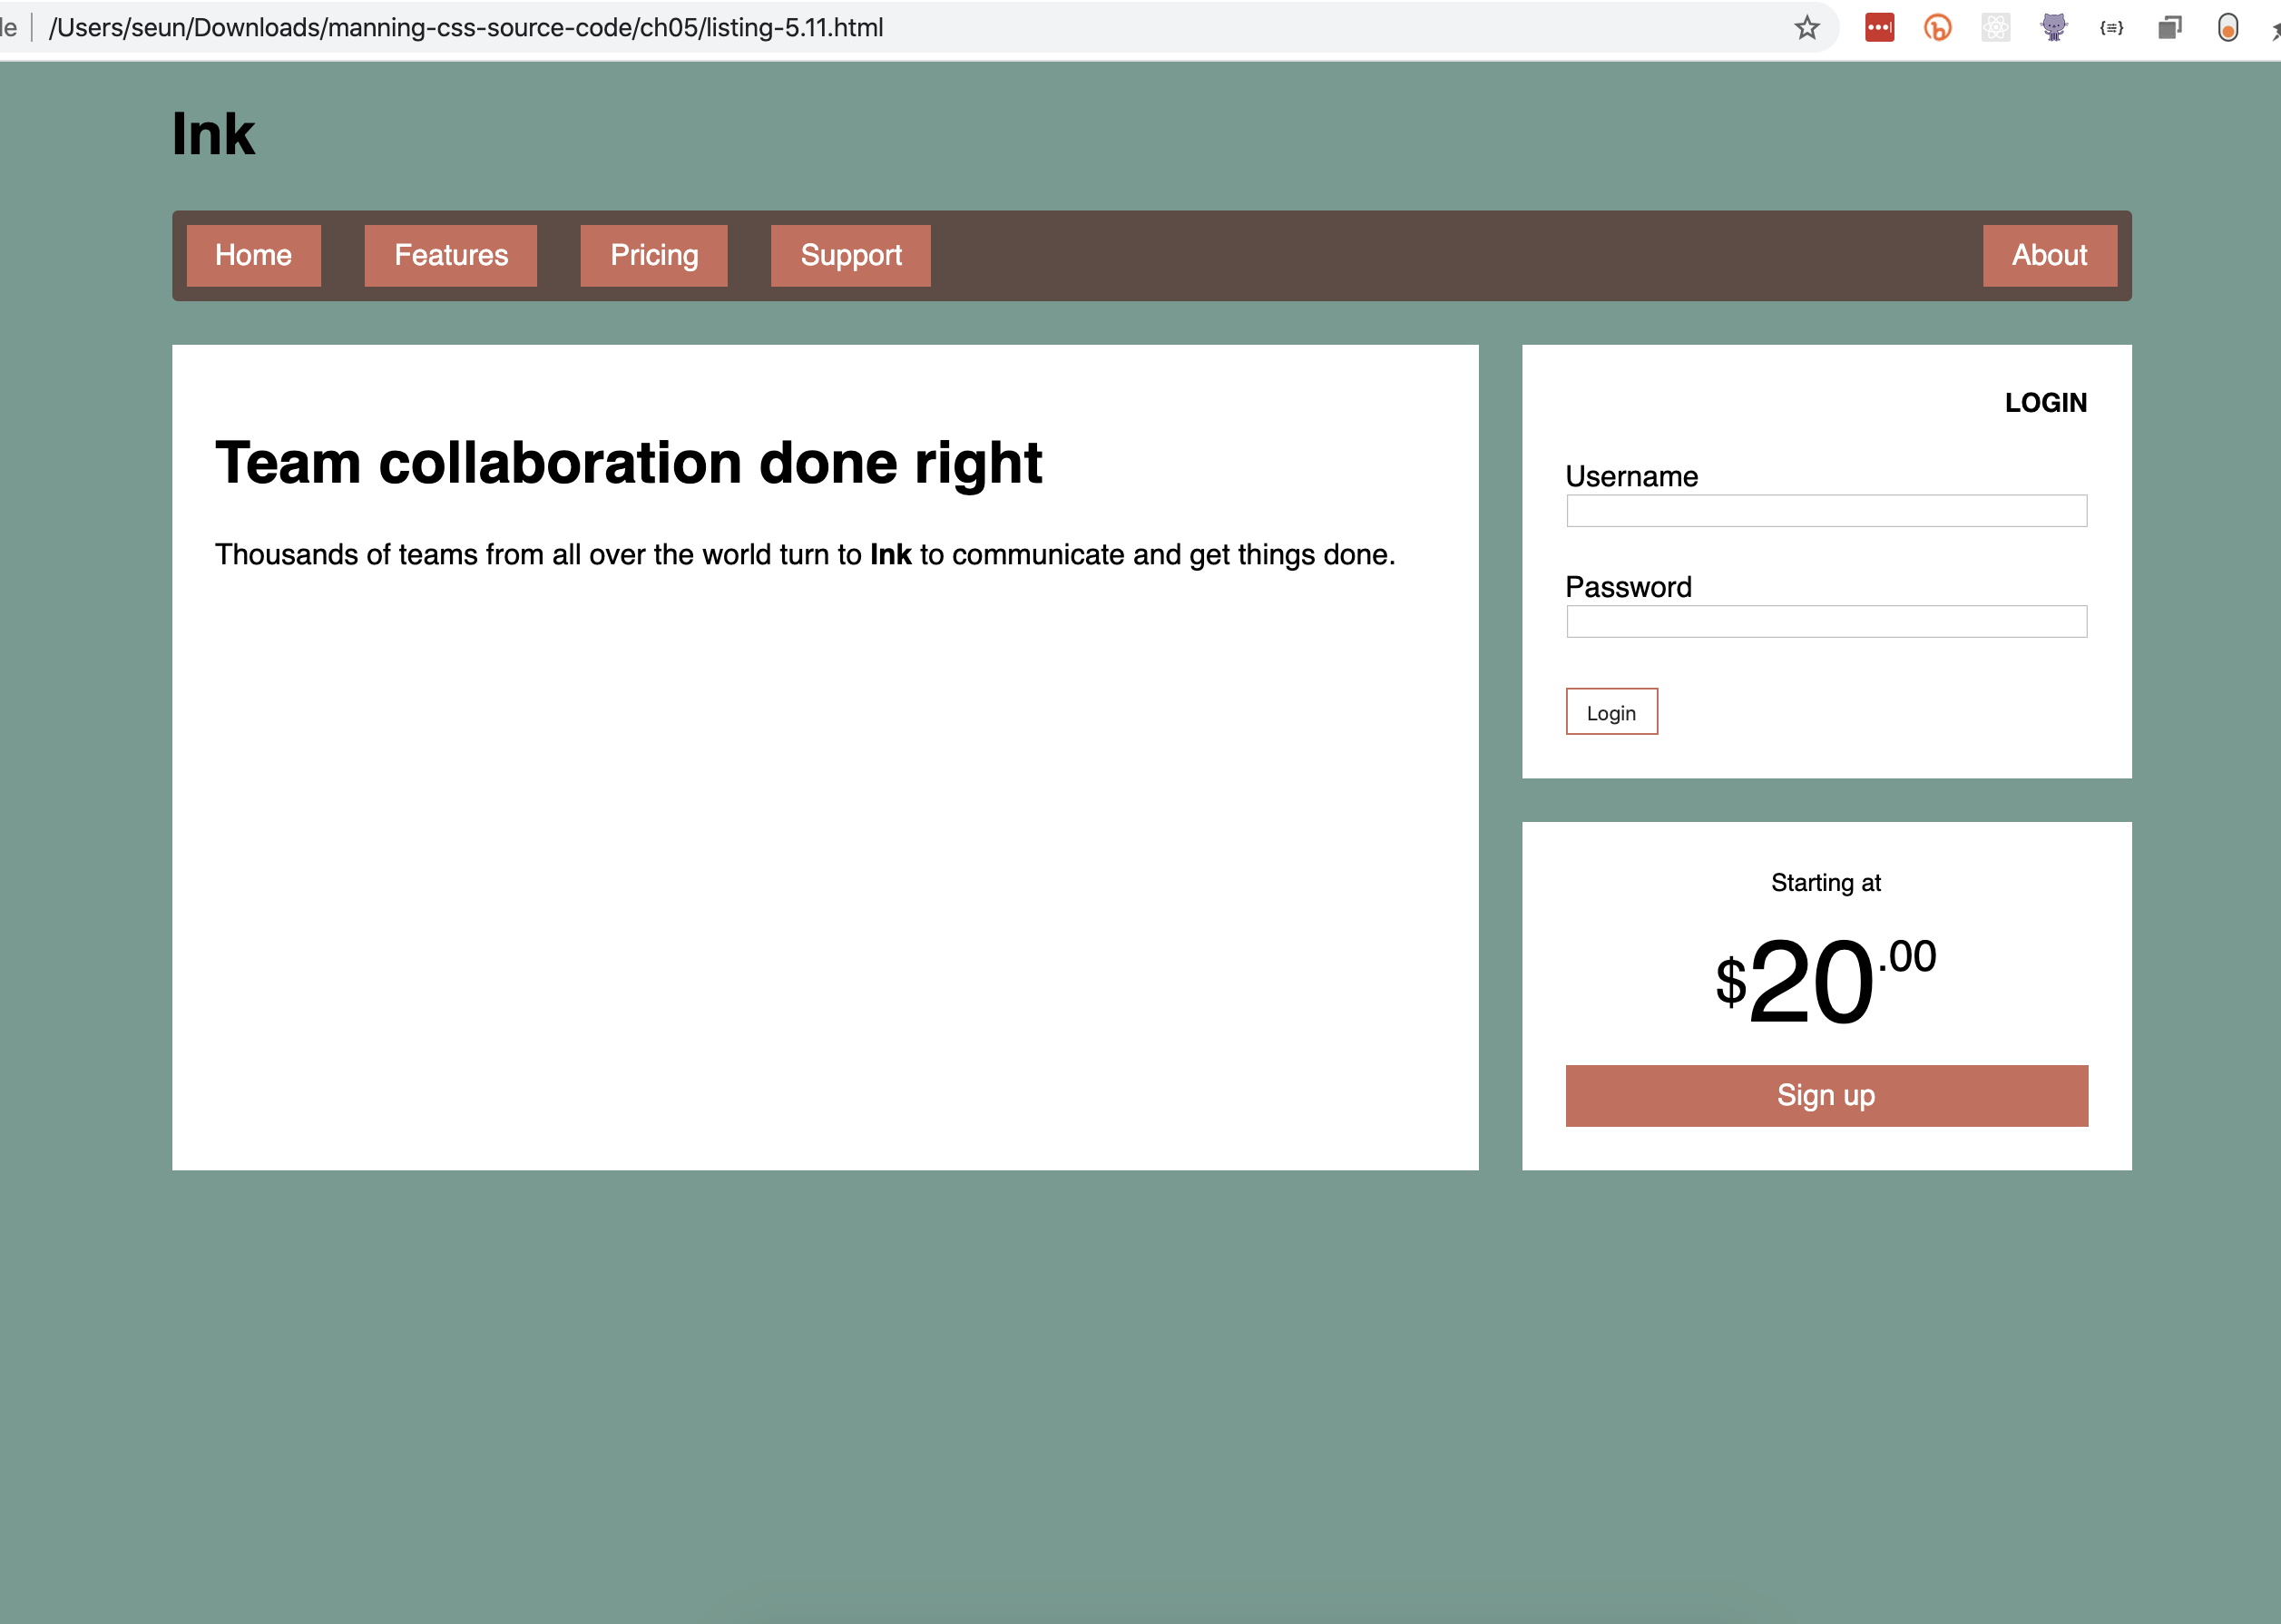 le /Users/seun/Downloads/manning-css-source-code/ch05/listing-5.11.html
Ink
Home Features Pricing Support About
Team collaboration done right
Thousands of teams from all over the world turn to Ink to communicate and get things done.
LOGIN
Username
Password
Login
Starting at
$20.00
Sign up